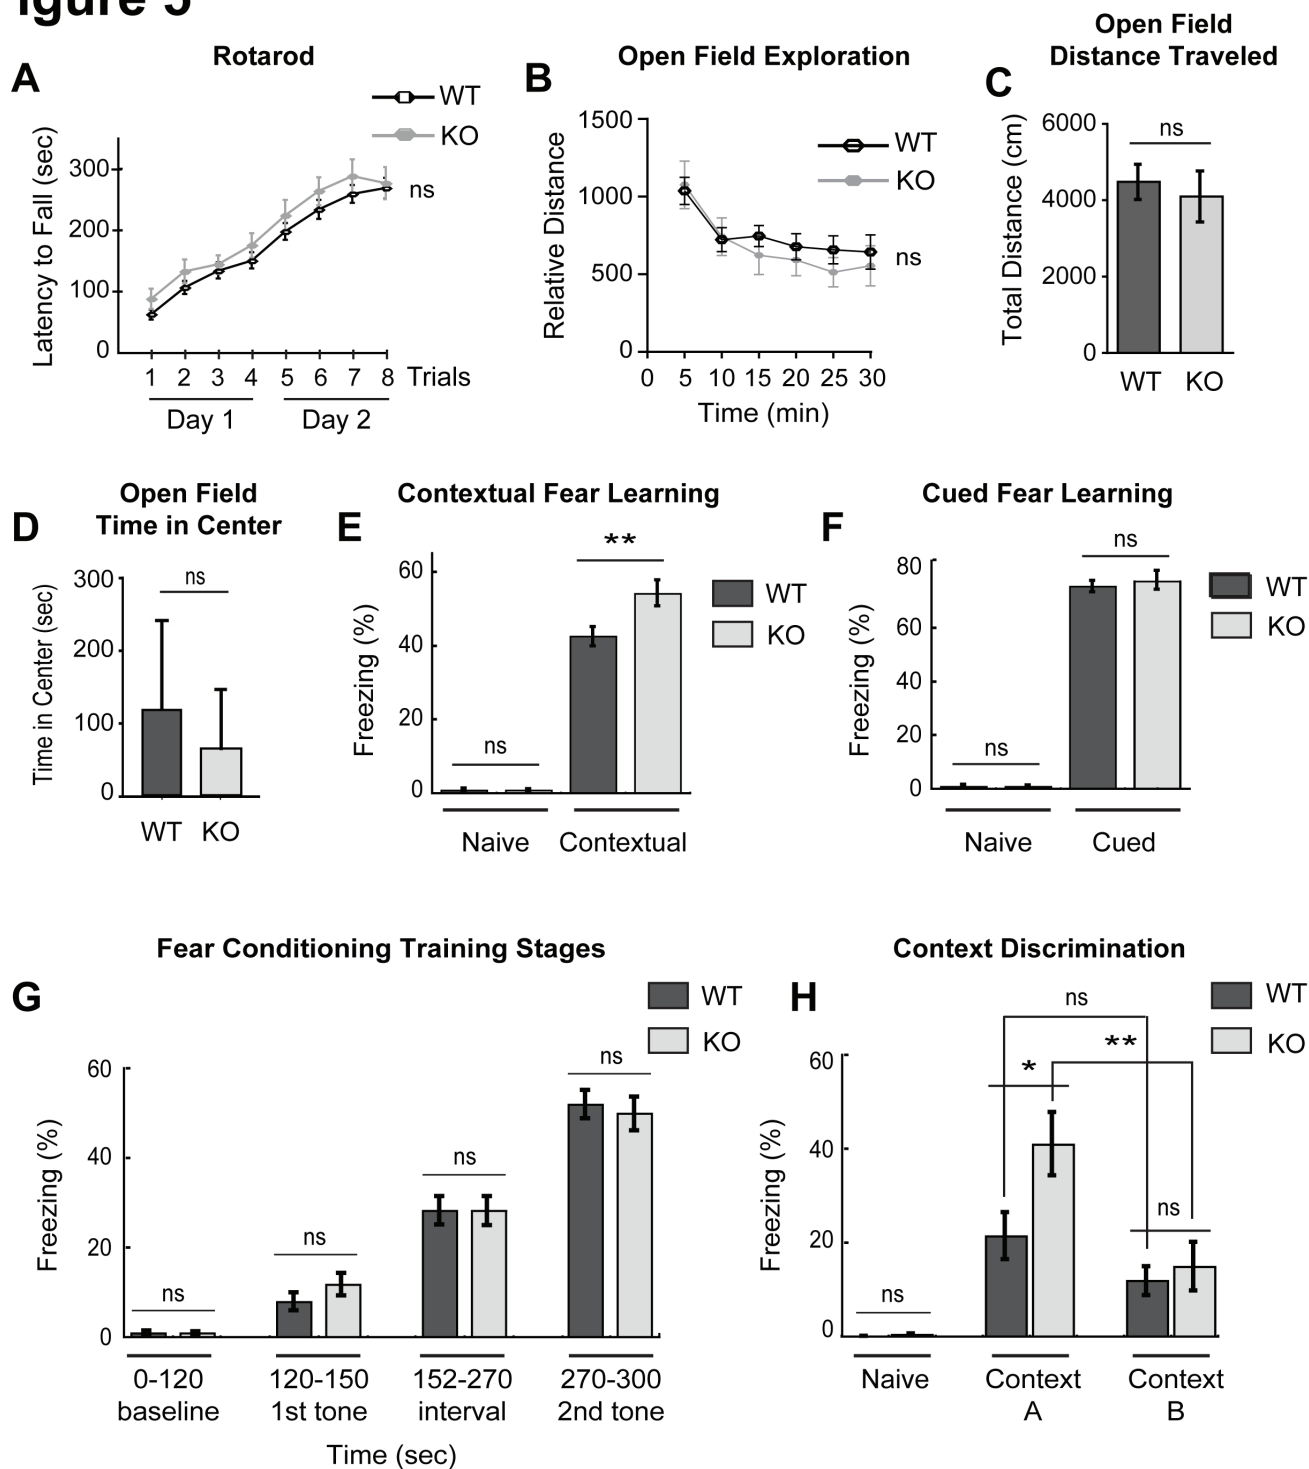 igure 5
A
Rotarod
WT
KO
Latency to Fall (sec)
300
200
100
0
ns
1 2 3 4 5 6 7 8 Trials
Day 1 Day 2
B
Open Field Exploration
WT
KO
Relative Distance
1500
1000
500
0
ns
0 5 10 15 20 25 30
Time (min)
C
Open Field
Distance Traveled
Total Distance (cm)
6000
4000
2000
0
ns
WT KO
D
Open Field
Time in Center
Time in Center (sec)
300
200
100
0
ns
WT KO
E
Contextual Fear Learning
Freezing (%)
60
40
20
0
ns
**
WT
KO
Naive Contextual
F
Cued Fear Learning
Freezing (%)
80
60
40
20
0
ns
ns
WT
KO
Naive Cued
G
Fear Conditioning Training Stages
WT
KO
Freezing (%)
60
40
20
0
ns
ns
ns
ns
0-120 120-150 152-270 270-300
baseline 1st tone interval 2nd tone
Time (sec)
H
Context Discrimination
WT
KO
Freezing (%)
60
40
20
0
ns
**
*
ns
ns
Naive Context Context
A B